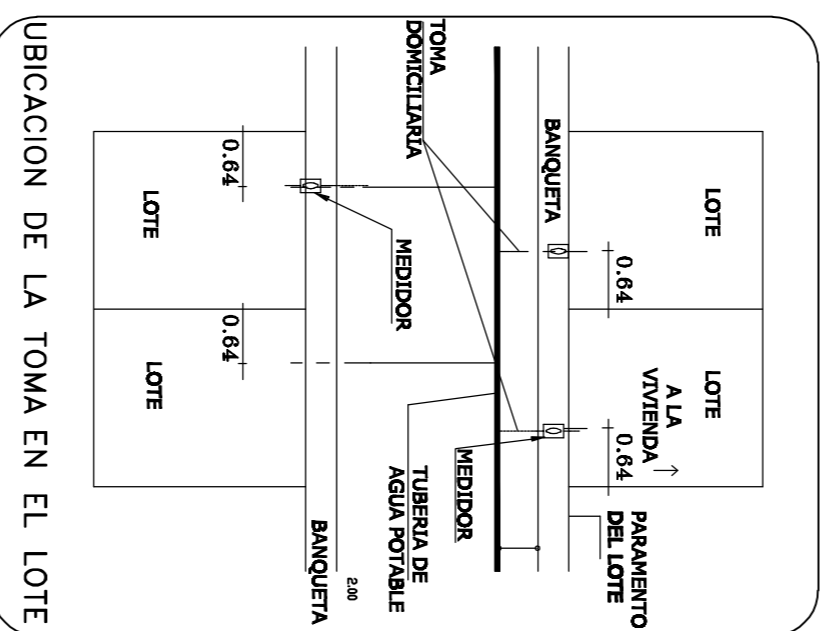 PARAMENTO
DEL LOTE
LOTE
LOTE
A LA
VIVIENDA
0.64
0.64
BANQUETA
TOMA
DOMICILIARIA
MEDIDOR
TUBERIA DE
AGUA POTABLE
MEDIDOR
2.00
BANQUETA
0.64
0.64
LOTE
LOTE
UBICACION DE LA TOMA EN EL LOTE